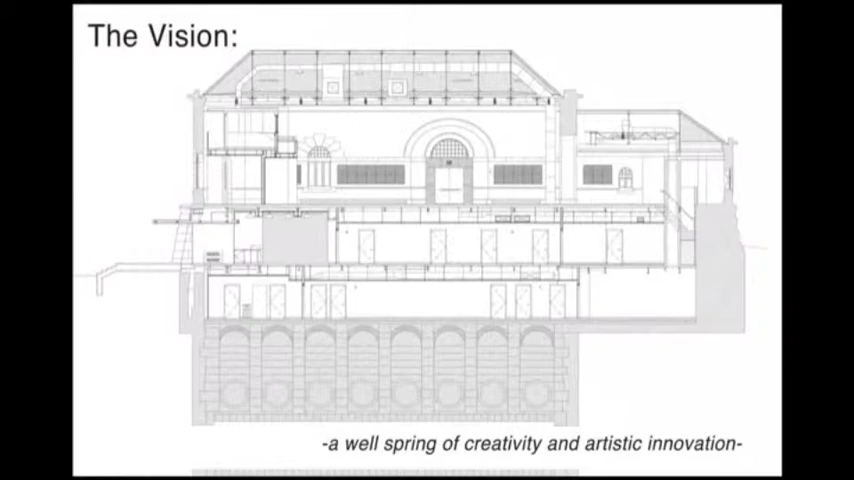 The Vision:
-a well spring of creativity and artistic innovation-